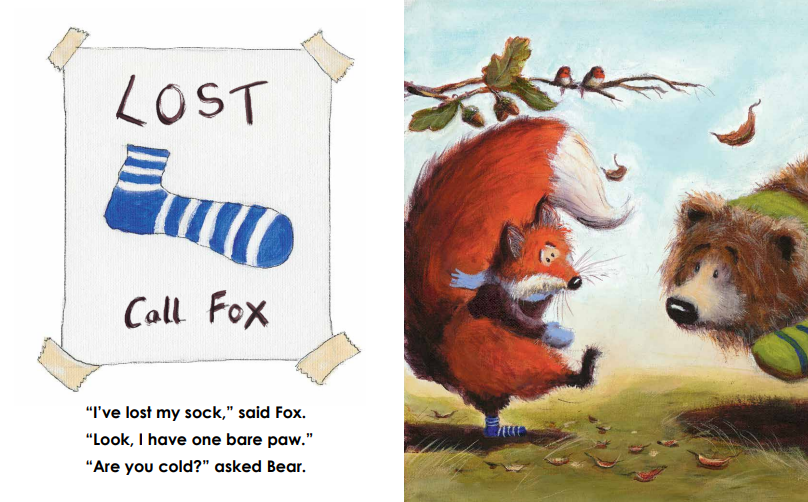 LOST
Call Fox
“I’ve lost my sock,” said Fox.
“Look, I have one bare paw.”
“Are you cold?” asked Bear.